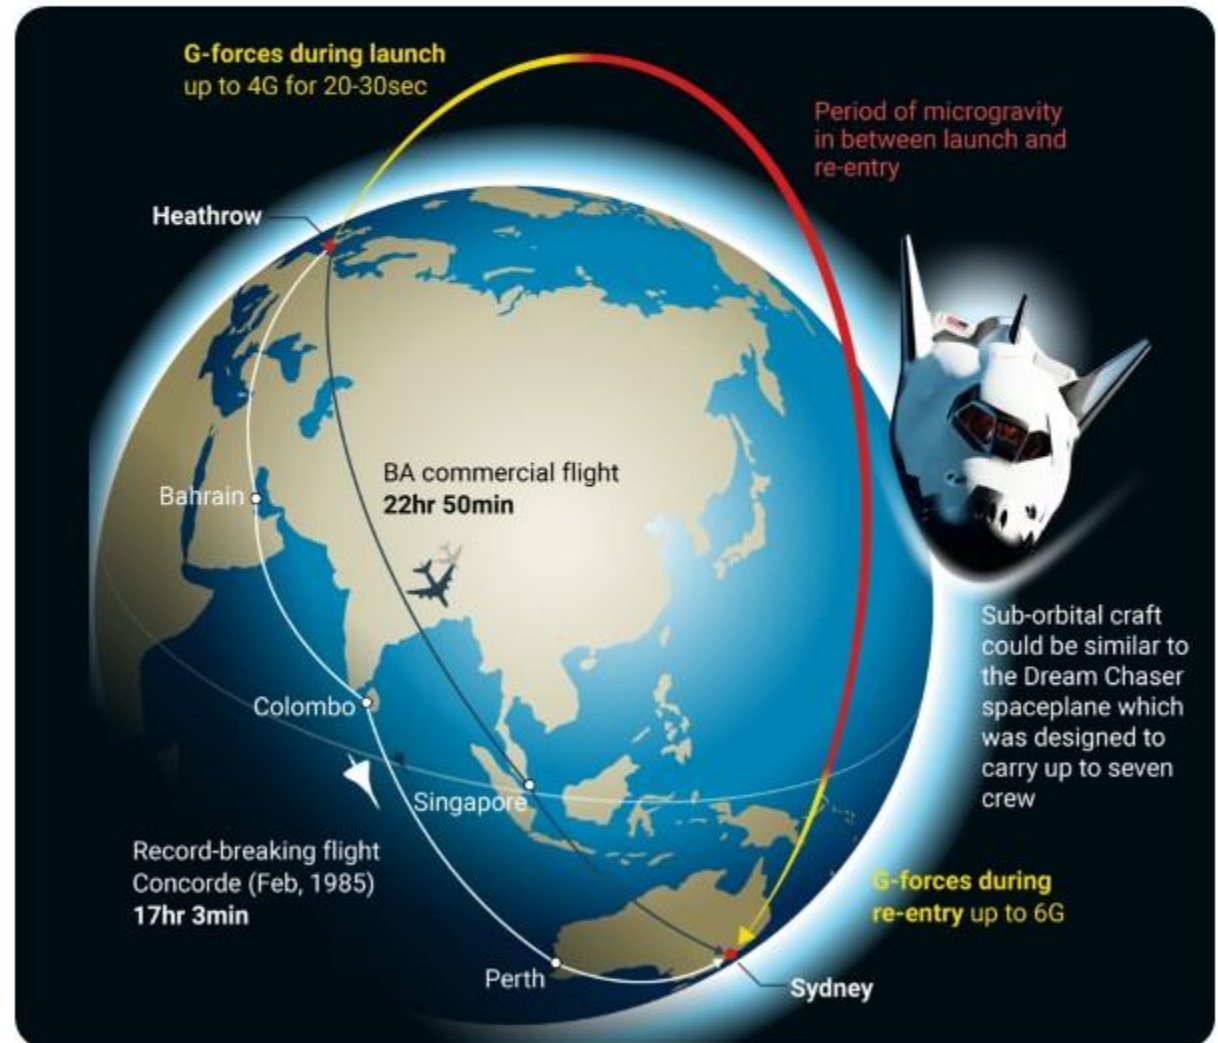 G-forces during launch
up to 4G for 20-30sec
Period of microgravity
in between launch and
re-entry
Heathrow
BA commercial flight
22hr 50min
Bahrain
Sub-orbital craft
could be similar to
the Dream Chaser
spaceplane which
was designed to
carry up to seven
crew
Colombo
Singapore
Record-breaking flight
Concorde (Feb, 1985)
17hr 3min
G-forces during
re-entry up to 6G
Perth
Sydney